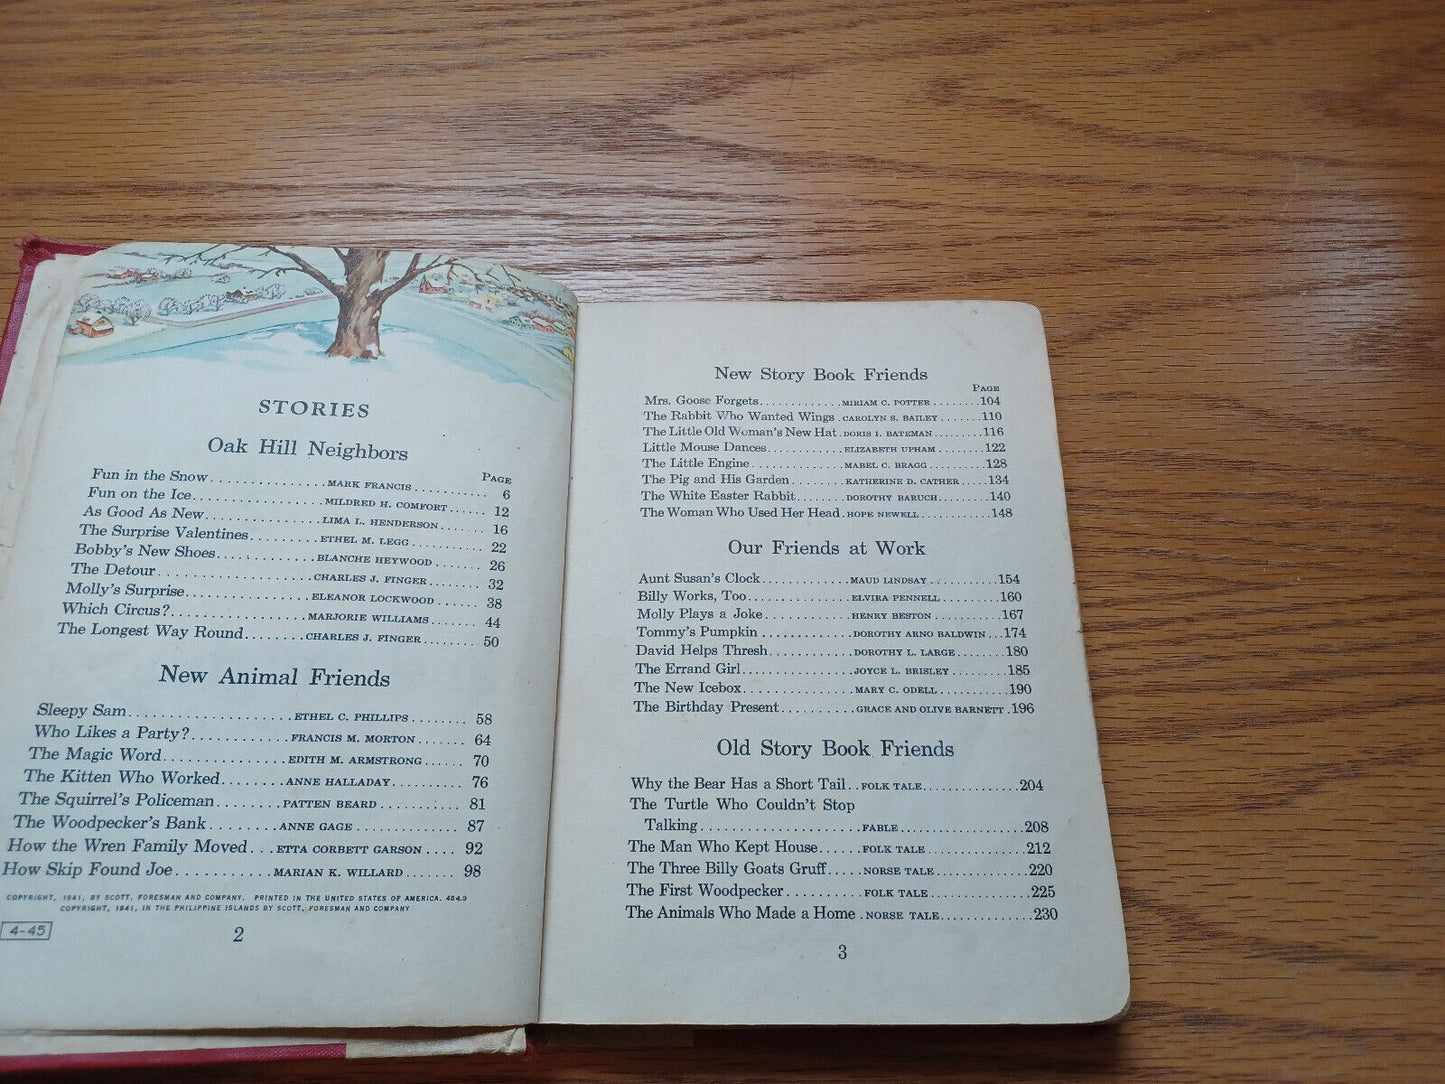 STORIES
Oak Hill Neighbors
PAGE
Fun in the Snow.............MARK FRANCIS...........6
Fun on the Ice.............MILDRED H. COMFORT......12
As Good As New.............LIMA L. HENDERSON.......16
The Surprise Valentines..........ETHEL M. LEGG..........22
Bobby's New Shoes.............BLANCHE HEYWOOD........26
The Detour.............CHARLES J. FINGER........32
Molly's Surprise.............ELEANOR LOCKWOOD......38
Which Circus?.............MARJORIE WILLIAMS.......44
The Longest Way Round........CHARLES J. FINGER........50
New Animal Friends
Sleepy Sam.............ETHEL C. PHILLIPS........58
Who Likes a Party?.............FRANCIS M. MORTON.......64
The Magic Word.............EDITH M. ARMSTRONG......70
The Kitten Who Worked........ANNE HALLADAY..........76
The Squirrel's Policeman........PATTEN BEARD...........81
The Woodpecker's Bank..........ANNE GAGE.............87
How the Wren Family Moved...ETTA CORBETT GARSON....92
How Skip Found Joe.............MARIAN K. WILLARD.......98
COPYRIGHT, 1941, BY SCOTT, FORESMAN AND COMPANY. PRINTED IN THE UNITED STATES OF AMERICA. 454.3
COPYRIGHT, 1941, IN THE PHILIPPINE ISLANDS BY SCOTT, FORESMAN AND COMPANY
4-45
2
New Story Book Friends
PAGE
Mrs. Goose Forgets............MIRIAM C. POTTER........104
The Rabbit Who Wanted Wings.CAROLYN S. BAILEY.......110
The Little Old Woman's New Hat.DORIS I. BATEMAN.........116
Little Mouse Dances...........ELIZABETH UPHAM.......122
The Little Engine.............MABEL C. BRAGG........128
The Pig and His Garden........KATHERINE D. CATHER....134
The White Easter Rabbit.......DOROTHY BARUCH........140
The Woman Who Used Her Head.HOPE NEWELL..........148
Our Friends at Work
Aunt Susan's Clock............MAUD LINDSAY..........154
Billy Works, Too..............ELVIRA PENNELL.........160
Molly Plays a Joke............HENRY BESTON..........167
Tommy's Pumpkin............DOROTHY ARNO BALDWIN...174
David Helps Thresh............DOROTHY L. LARGE........180
The Errand Girl...............JOYCE L. BRISLEY........185
The New Icebox...............MARY C. ODELL..........190
The Birthday Present..........GRACE AND OLIVE BARNETT.196
Old Story Book Friends
Why the Bear Has a Short Tail..FOLK TALE.............204
The Turtle Who Couldn't Stop
Talking.....................FABLE.................208
The Man Who Kept House......FOLK TALE.............212
The Three Billy Goats Gruff.....NORSE TALE............220
The First Woodpecker..........FOLK TALE.............225
The Animals Who Made a Home.NORSE TALE............230
3